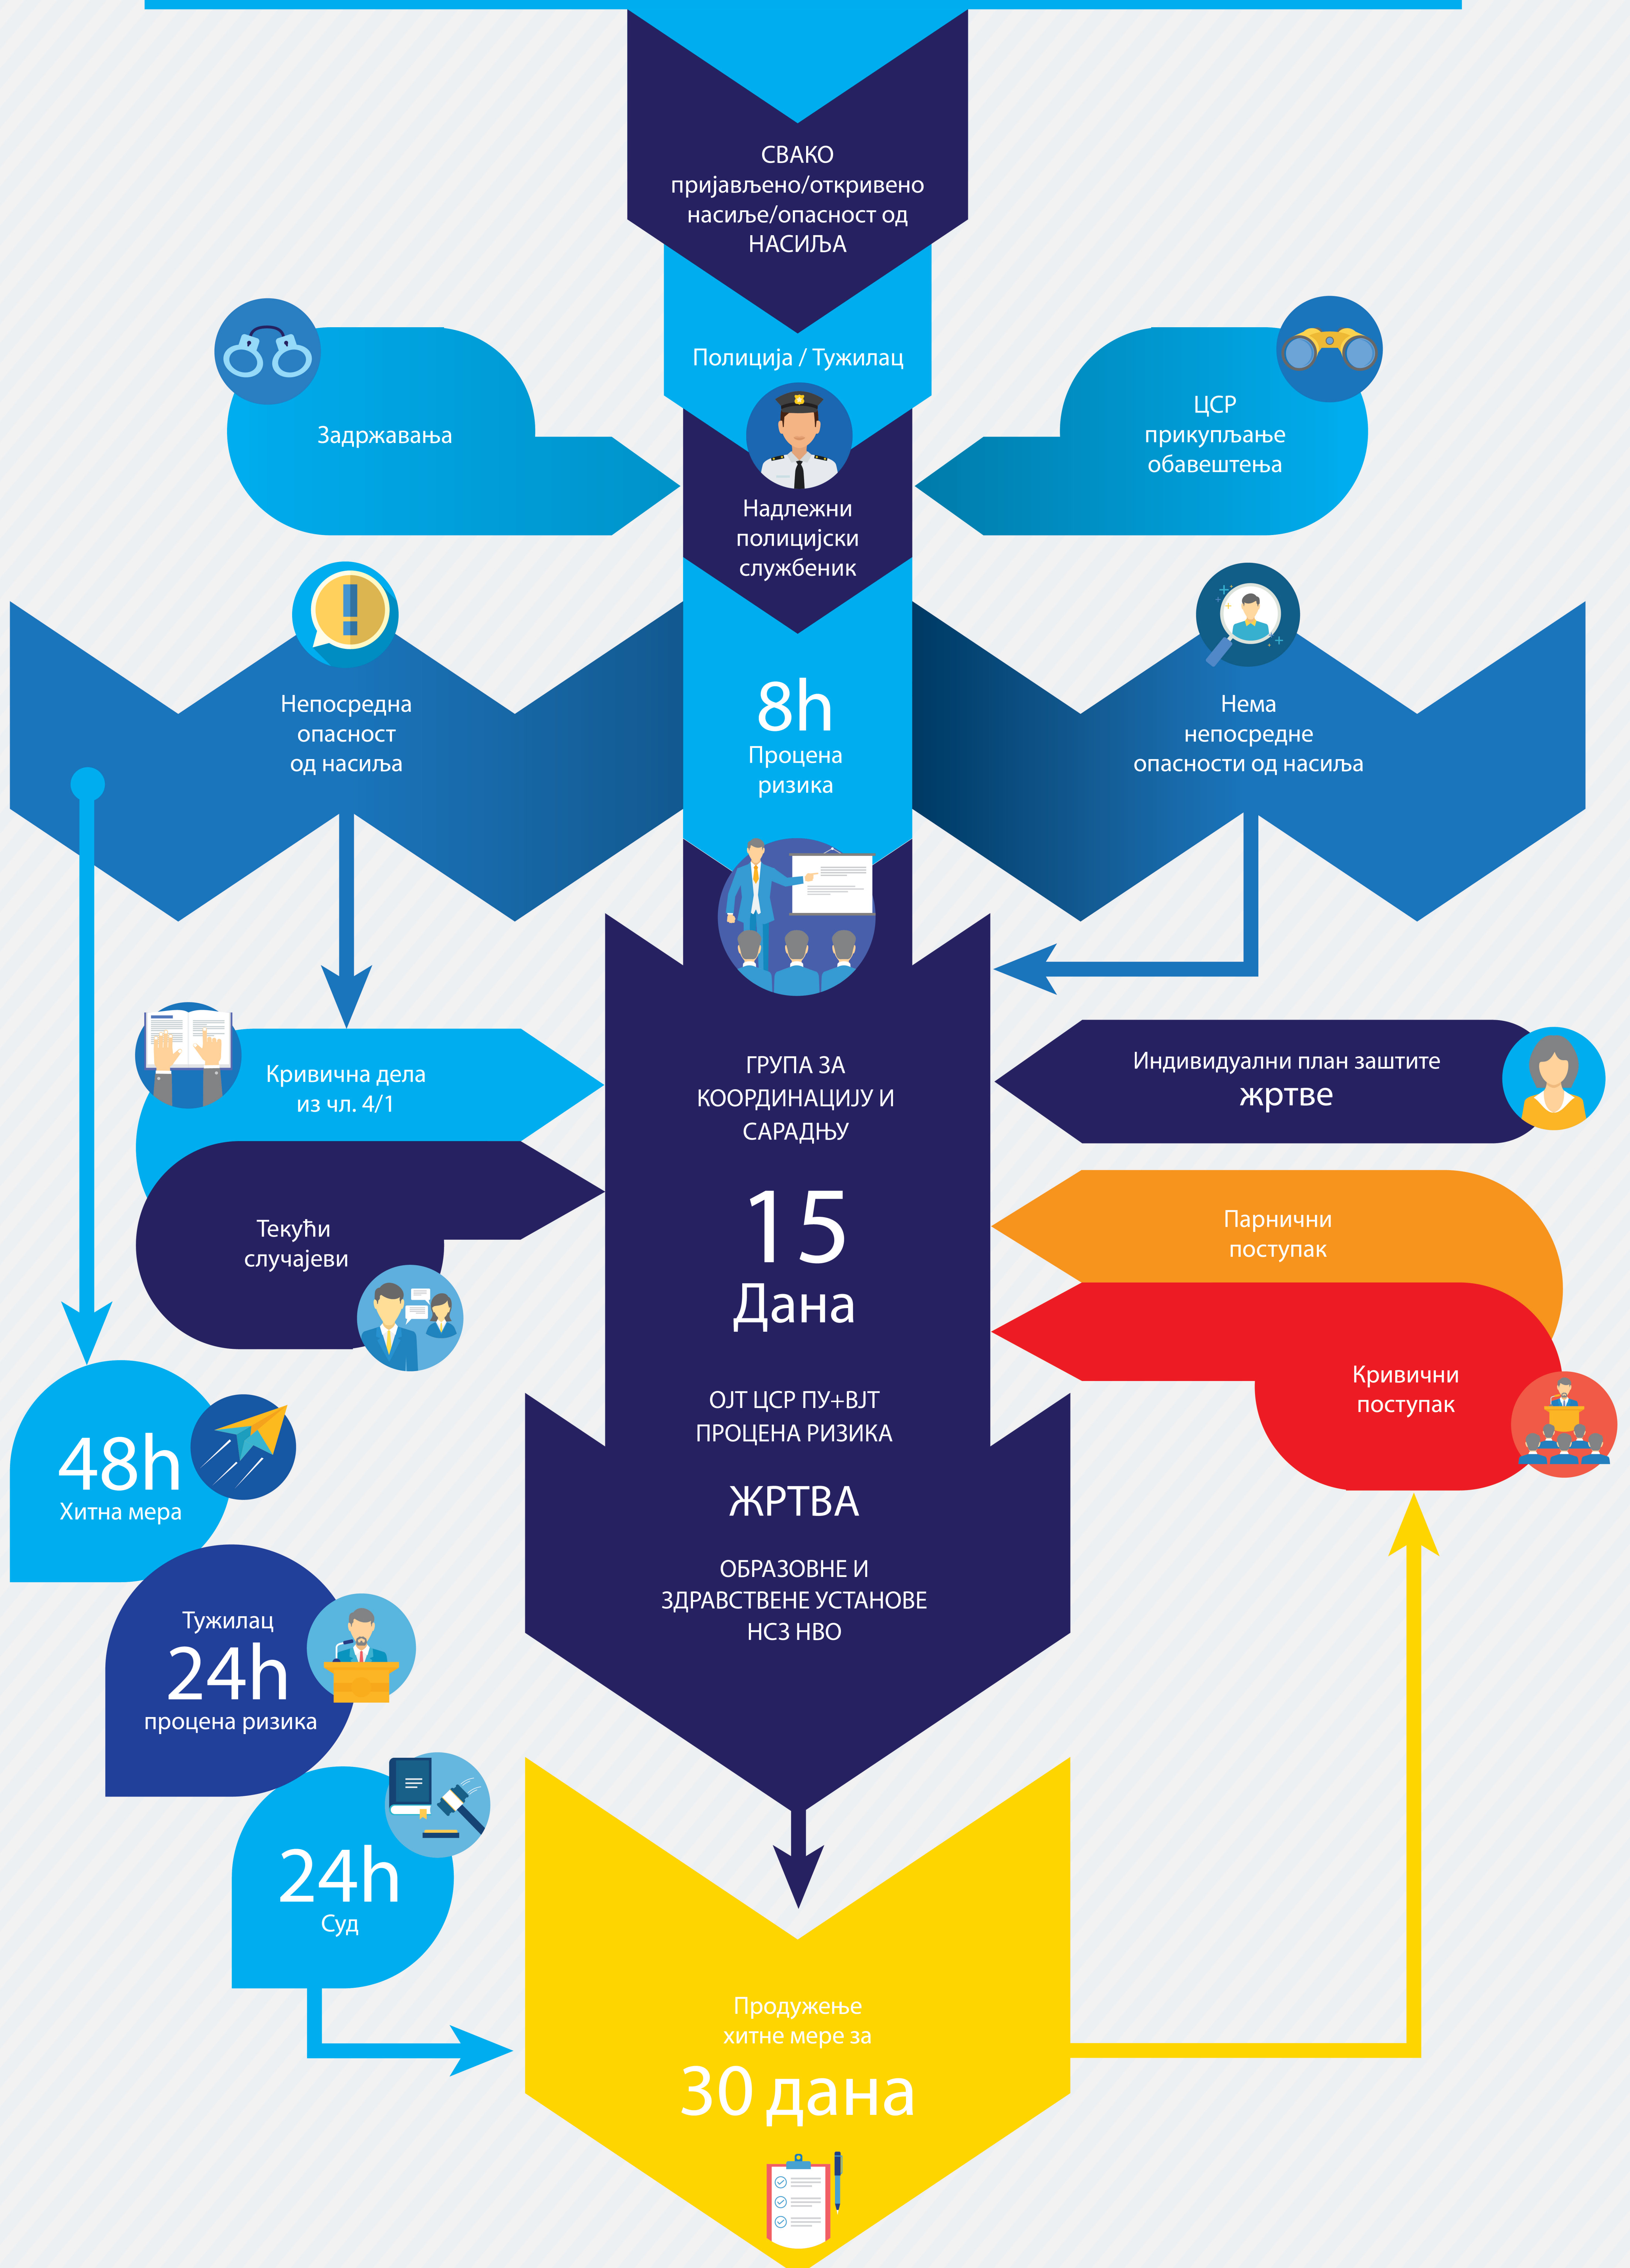 СВАКО
пријављено/откривено
насиље/опасност од
НАСИЉА
Полиција / Тужилац
Задржавања
ЦСР
прикупљање
обавештења
Надлежни
полицијски
службеник
Непосредна
опасност
од насиља
8h
Процена
ризика
Нема
непосредне
опасности од насиља
Кривична дела
из чл. 4/1
Текући
случајеви
ГРУПА ЗА
КООРДИНАЦИЈУ И
САРАДЊУ
15
Дана
ОЈТ ЦСР ПУ+ВЈТ
ПРОЦЕНА РИЗИКА
ЖРТВА
ОБРАЗОВНЕ И
ЗДРАВСТВЕНЕ УСТАНОВЕ
НСЗ НВО
Индивидуални план заштите
жртве
Парнични
поступак
Кривични
поступак
48h
Хитна мера
Тужилац
24h
процена ризика
24h
Суд
Продужење
хитне мере за
30 дана